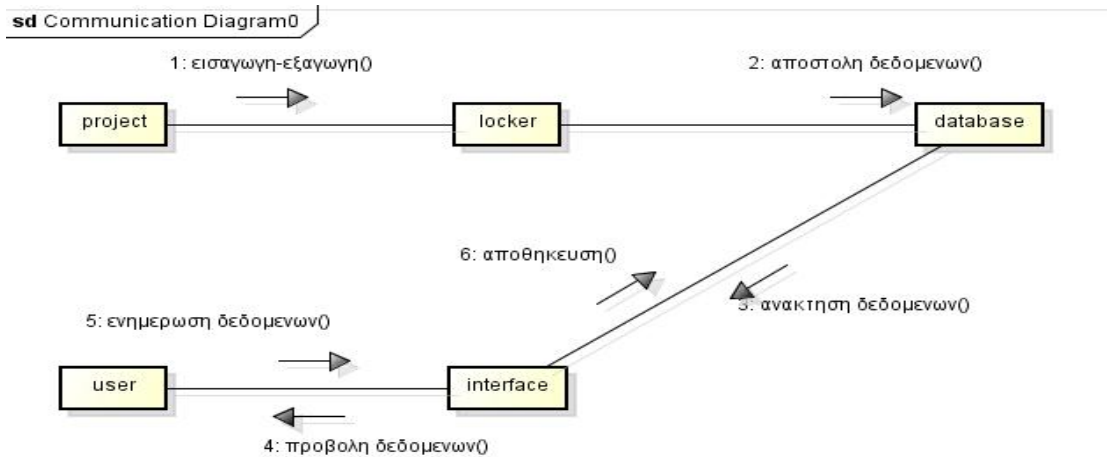 sd Communication Diagram0
1: εισαγωγη-εξαγωγη()
2: αποστολη δεδομενων()
project
locker
database
6: αποθηκευση()
3: ανακτηση δεδομενων()
5: ενημερωση δεδομενων()
user
interface
4: προβολη δεδομενων()